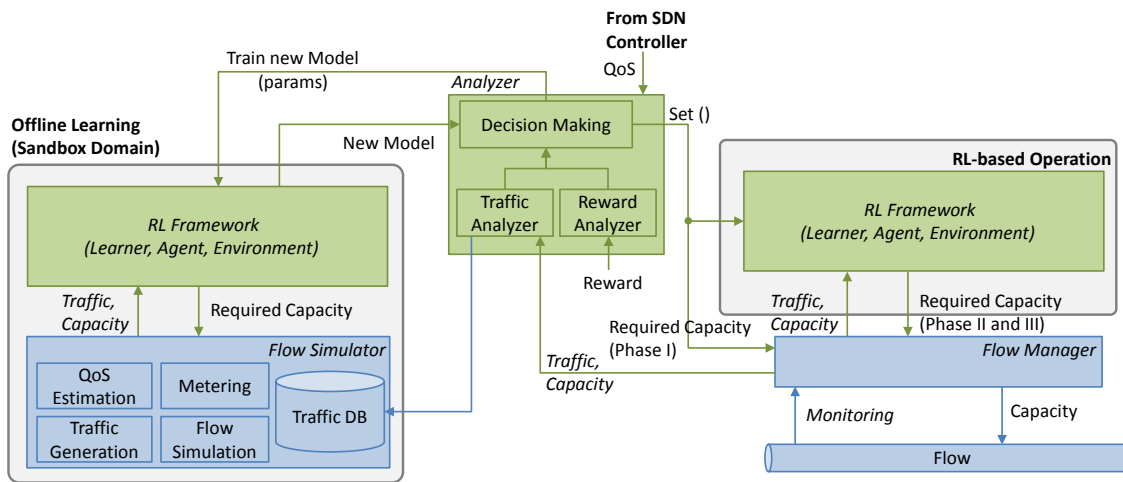 From SDN
Controller
QoS
Train new Model
(params)
Analyzer
Decision Making
Set ()
Offline Learning
(Sandbox Domain)
New Model
RL-based Operation
RL Framework
(Learner, Agent, Environment)
Traffic
Analyzer
Reward
Analyzer
RL Framework
(Learner, Agent, Environment)
Reward
Traffic,
Capacity
Required Capacity
Required Capacity
(Phase I)
Traffic,
Capacity
Traffic,
Capacity
Required Capacity
(Phase II and III)
Flow Simulator
QoS
Estimation
Metering
Traffic DB
Traffic
Generation
Flow
Simulation
Flow Manager
Monitoring
Capacity
Flow